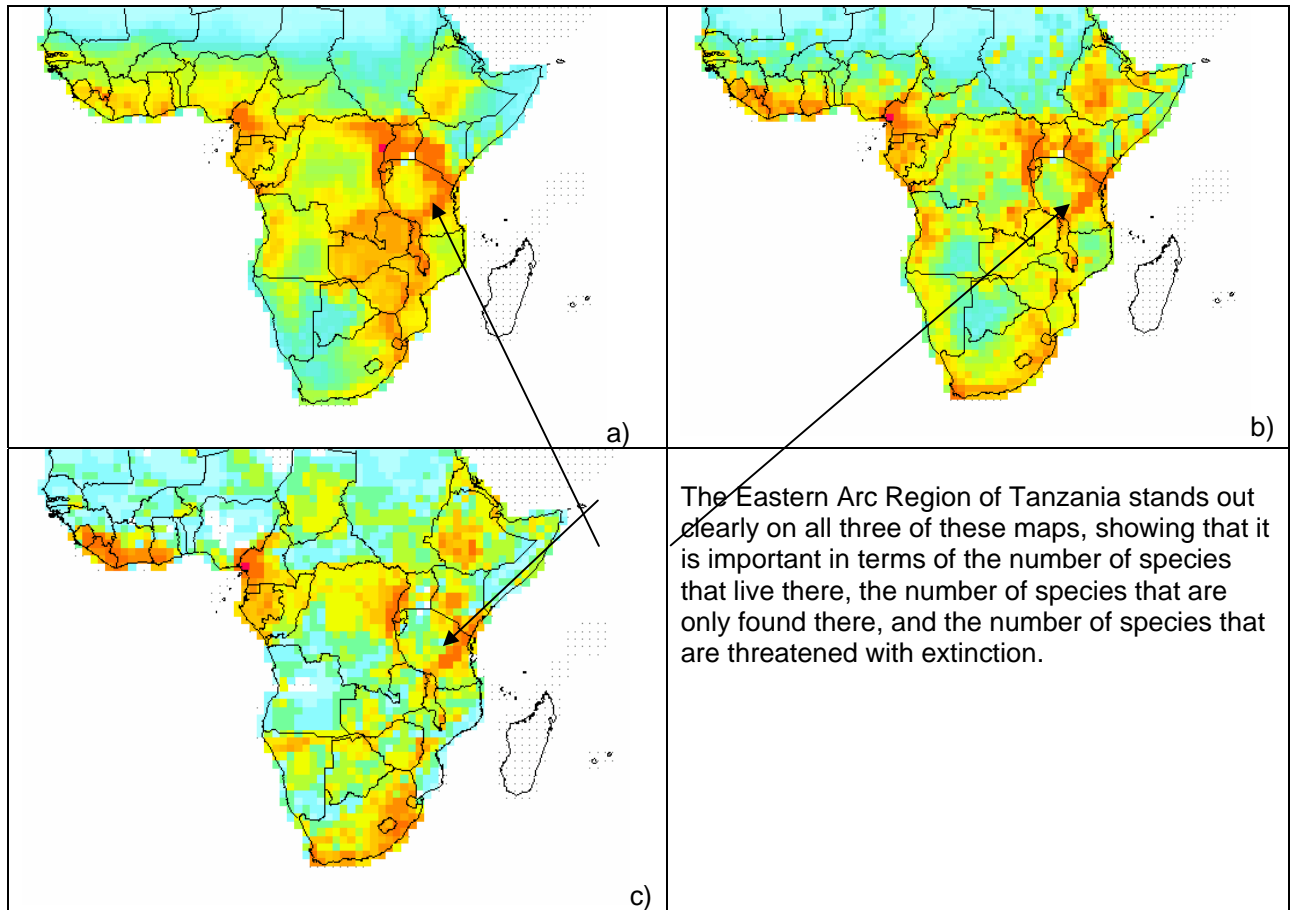 a)
b)
The Eastern Arc Region of Tanzania stands out
clearly on all three of these maps, showing that it
is important in terms of the number of species
that live there, the number of species that are
only found there, and the number of species that
are threatened with extinction.
c)